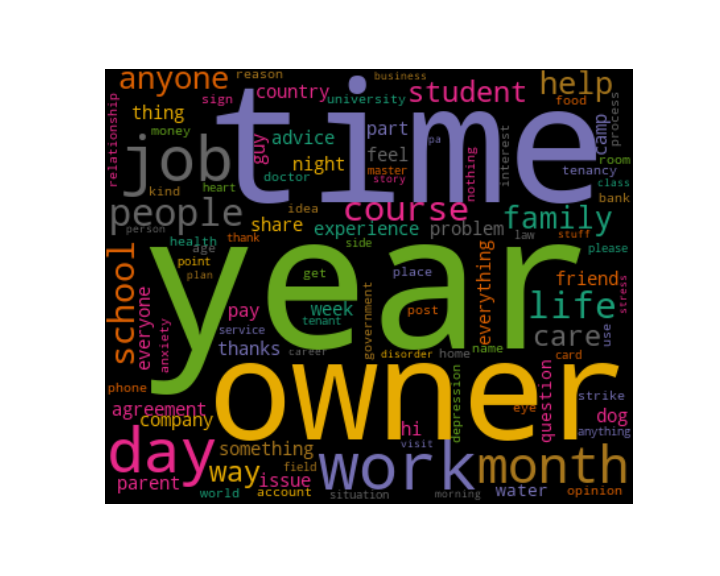 anyone
reason
business
country
university
student
help
food
relationship
sign
thing
money
time
job
guy
advice
part
feel
night
doctor
master
story
pa
nothing
interest
process
camp
tenancy
room
class
bank
kind
heart
people
person
idea
share
course
experience
problem
family
law
stuff
please
health
thank
age
point
plan
side
get
place
everything
friend
life
stress
school
everyone
anxiety
year
pay
week
tenant
service
thanks
career
government
post
disorder
home
name
care
card
use
phone
agreement
company
owner
depression
eye
question
strike
dog
anything
hi
visit
day
way
something
issue
field
work
month
parent
world
account
situation
morning
water
opinion